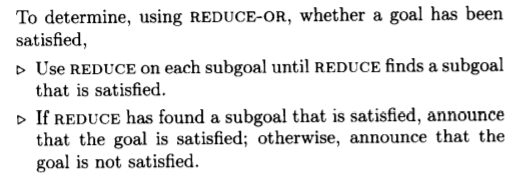 To determine, using REDUCE-OR, whether a goal has been
satisfied,
▷ Use REDUCE on each subgoal until REDUCE finds a subgoal
that is satisfied.
▷ If REDUCE has found a subgoal that is satisfied, announce
that the goal is satisfied; otherwise, announce that the
goal is not satisfied.